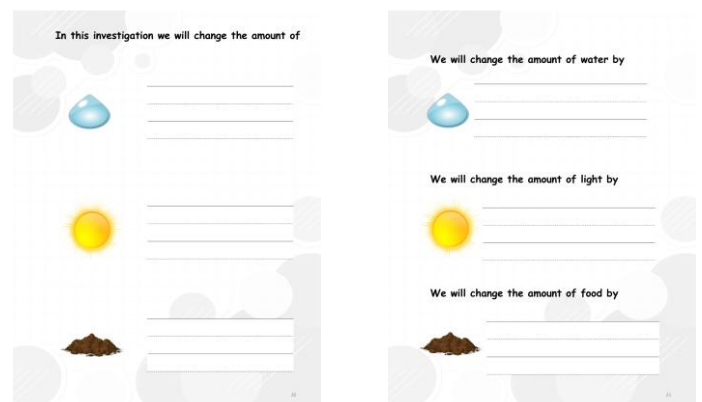 In this investigation we will change the amount of
We will change the amount of water by
We will change the amount of light by
We will change the amount of food by